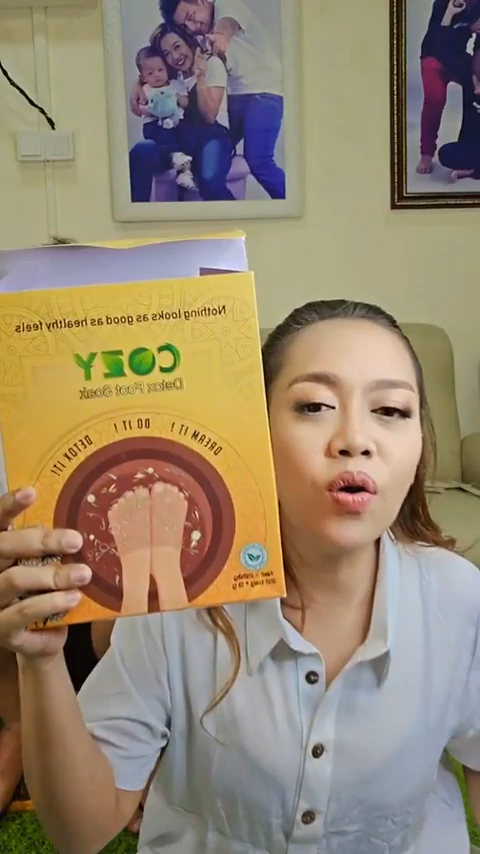 Nothing looks as good as healthy feels
COZY
Detox Foot Soak
DETOX IT! DO IT! DREAM IT!